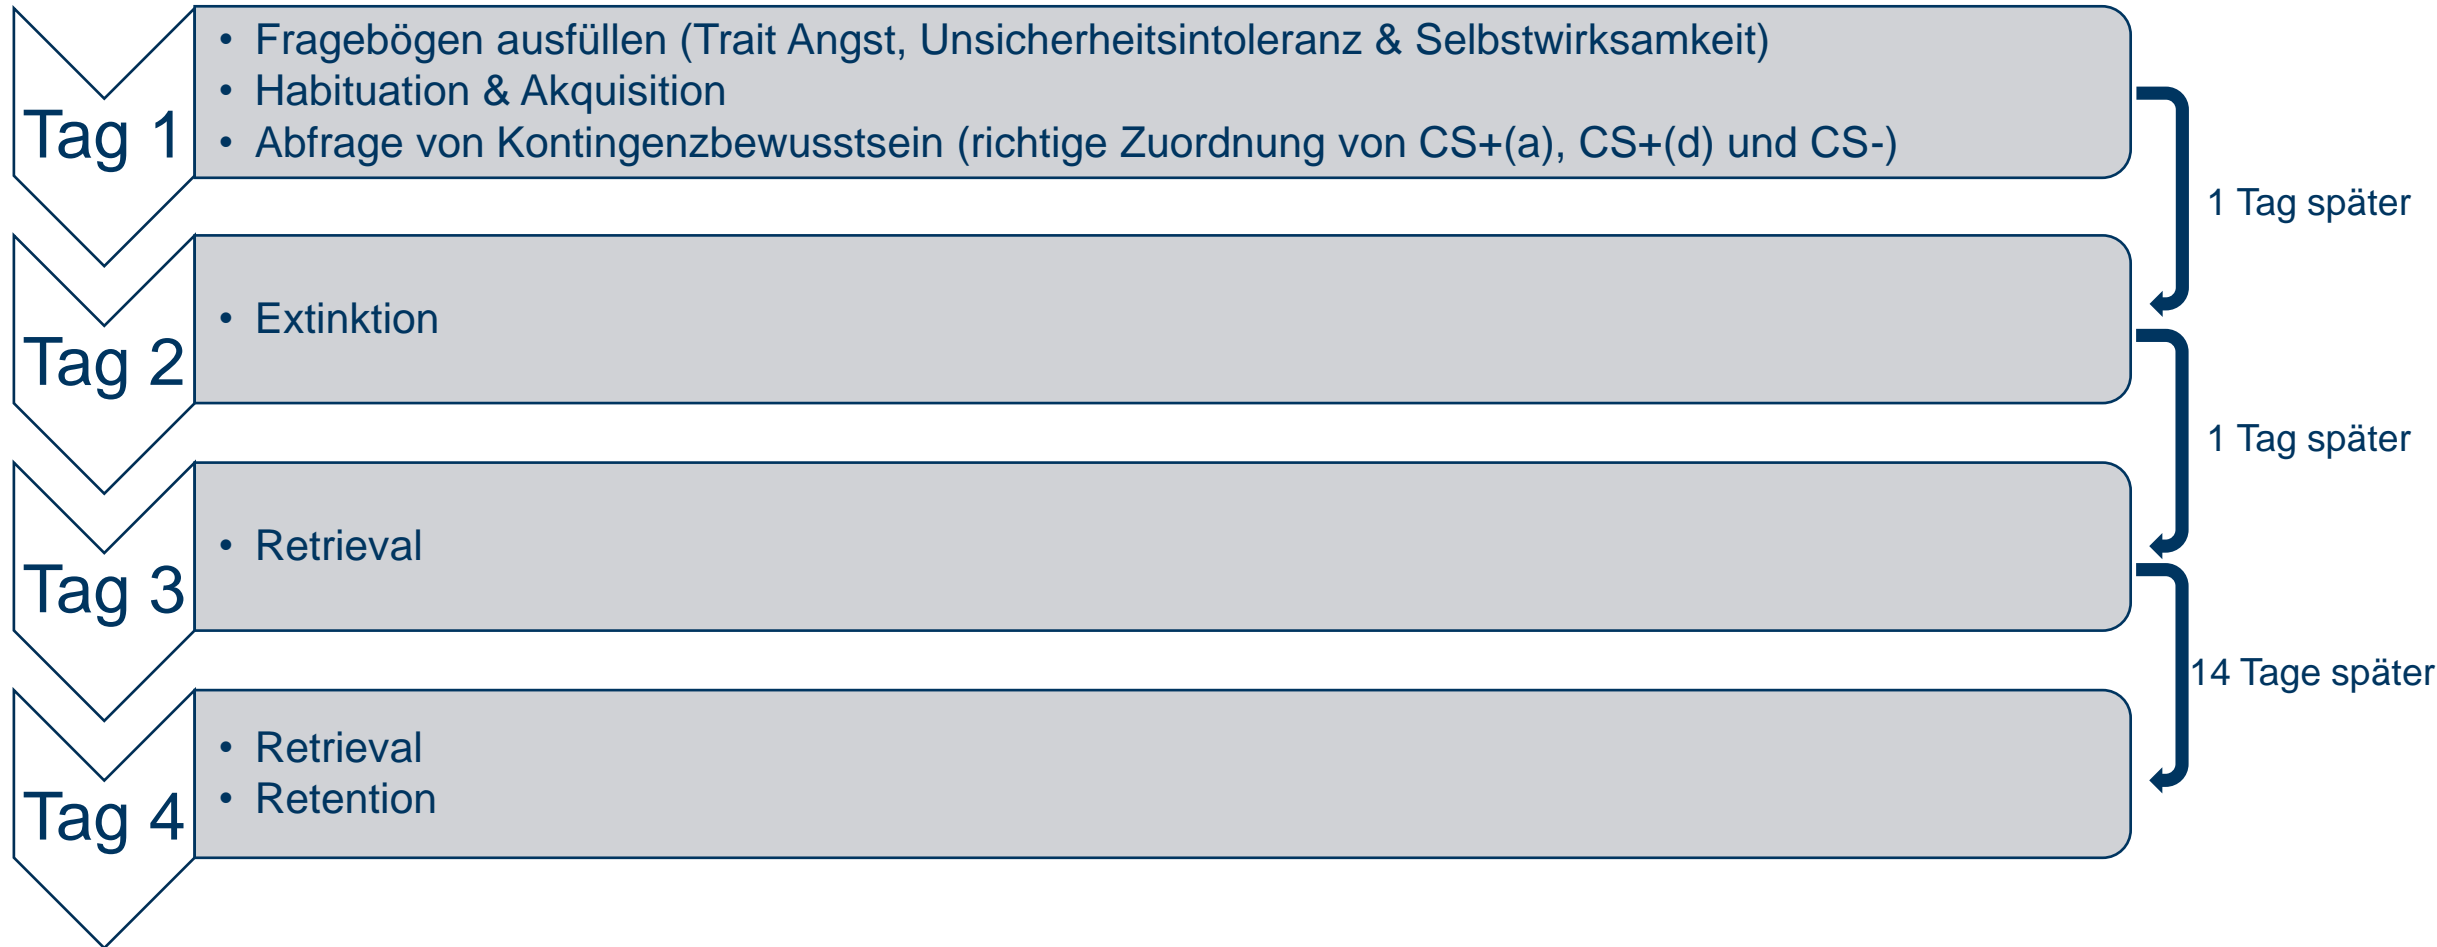 Tag 1
• Fragebögen ausfüllen (Trait Angst, Unsicherheitsintoleranz & Selbstwirksamkeit)
• Habituation & Akquisition
• Abfrage von Kontingenzbewusstsein (richtige Zuordnung von CS+(a), CS+(d) und CS-)
1 Tag später
Tag 2
• Extinktion
1 Tag später
Tag 3
• Retrieval
14 Tage später
Tag 4
• Retrieval
• Retention